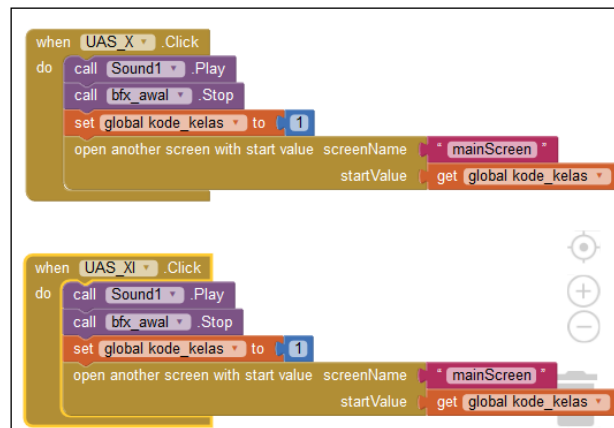 when UAS_X .Click
do call Sound1 .Play
call bfx_awal .Stop
set global kode_kelas to 1
open another screen with start value screenName " mainScreen "
startValue get global kode_kelas
when UAS_XI .Click
do call Sound1 .Play
call bfx_awal .Stop
set global kode_kelas to 1
open another screen with start value screenName " mainScreen "
startValue get global kode_kelas